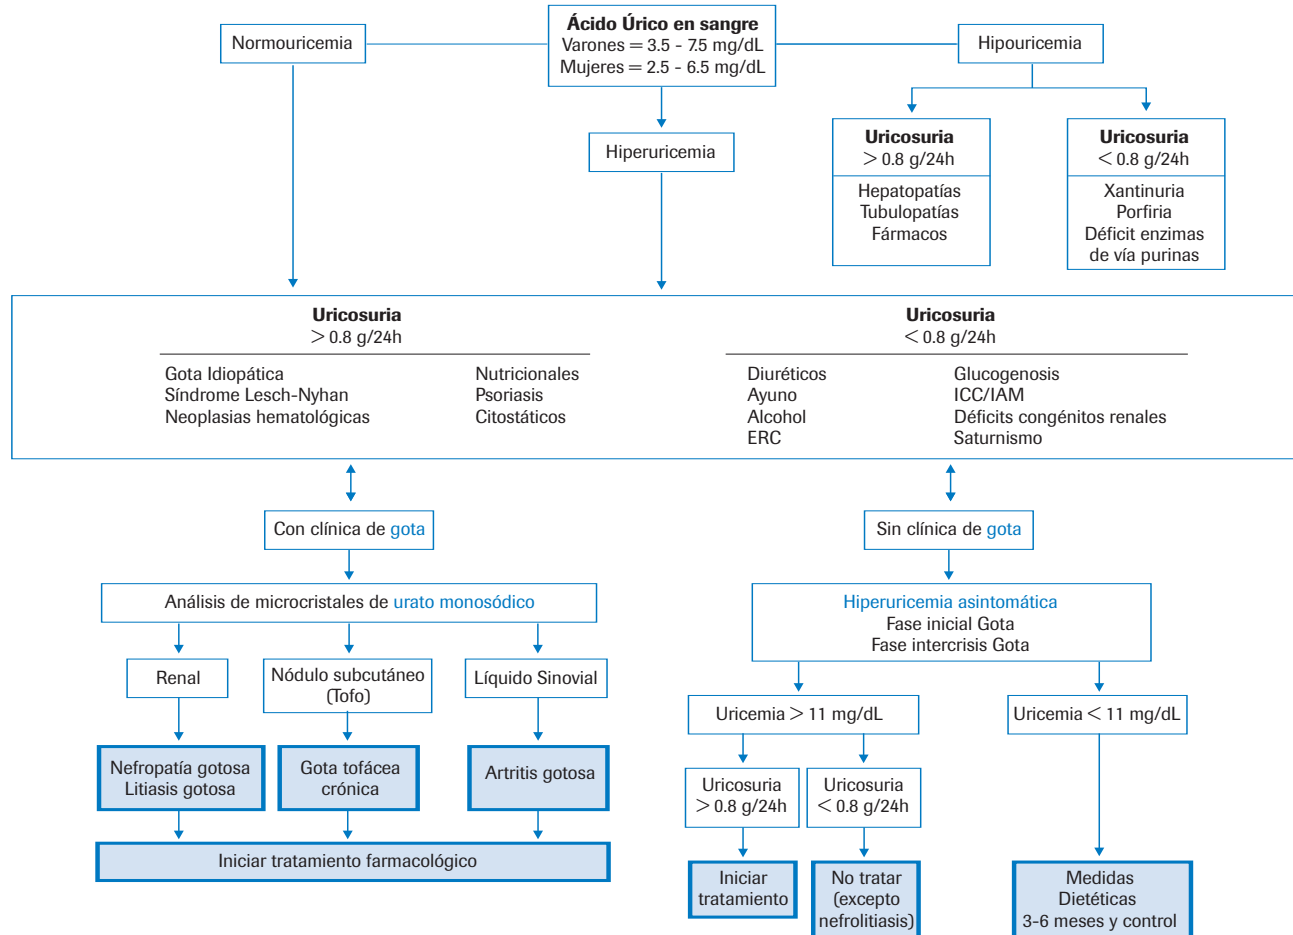 Normouricemia
Ácido Úrico en sangre
Varones = 3.5 - 7.5 mg/dL
Mujeres = 2.5 - 6.5 mg/dL
Hipouricemia
Hiperuricemia
Uricosuria
> 0.8 g/24h
Hepatopatías
Tubulopatías
Fármacos
Uricosuria
< 0.8 g/24h
Xantinuria
Porfiria
Déficit enzimas
de vía purinas
Uricosuria
> 0.8 g/24h
Gota Idiopática
Síndrome Lesch-Nyhan
Neoplasias hematológicas
Nutricionales
Psoriasis
Citostáticos
Uricosuria
< 0.8 g/24h
Diuréticos
Ayuno
Alcohol
ERC
Glucogenosis
ICC/IAM
Déficits congénitos renales
Saturnismo
Con clínica de gota
Análisis de microcristales de urato monosódico
Renal
Nódulo subcutáneo
(Tofo)
Líquido Sinovial
Nefropatía gotosa
Litiasis gotosa
Gota tofácea
crónica
Artritis gotosa
Iniciar tratamiento farmacológico
Sin clínica de gota
Hiperuricemia asintomática
Fase inicial Gota
Fase intercrisis Gota
Uricemia > 11 mg/dL
Uricemia < 11 mg/dL
Uricosuria
> 0.8 g/24h
Uricosuria
< 0.8 g/24h
Iniciar
tratamiento
No tratar
(excepto
nefrolitiasis)
Medidas
Dietéticas
3-6 meses y control